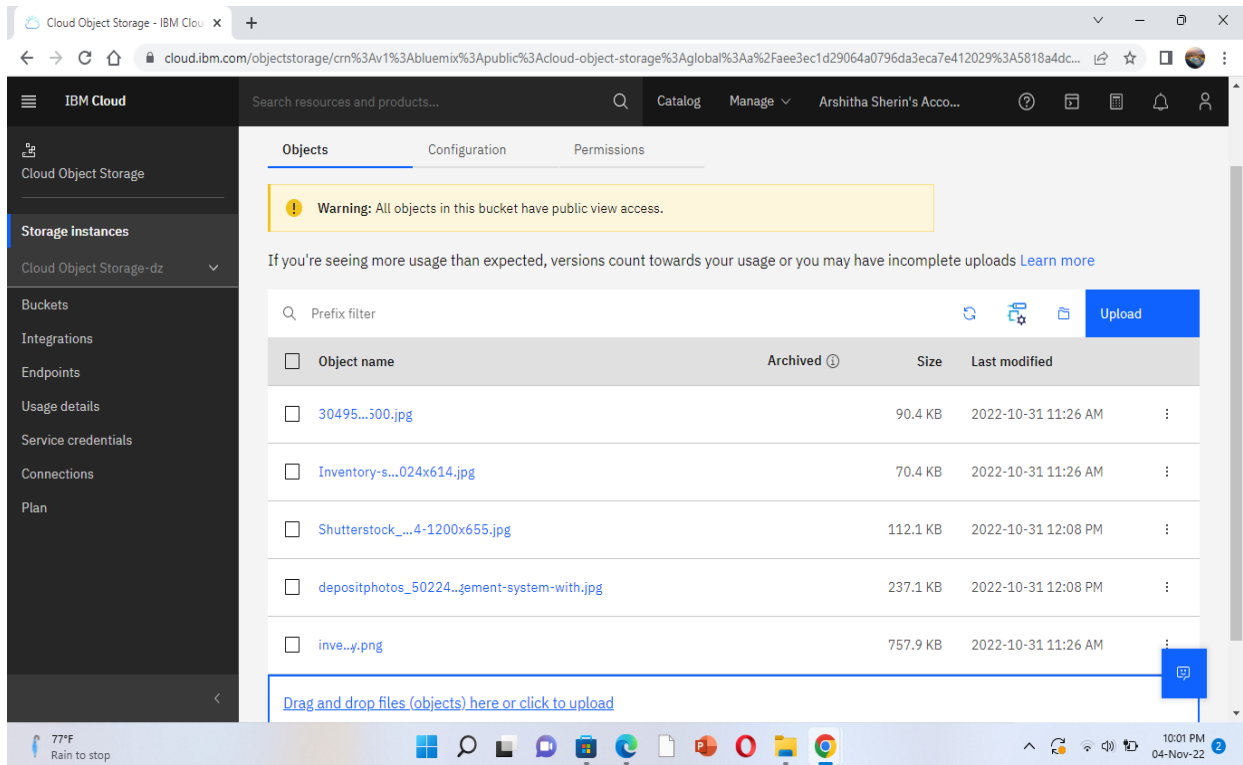 Cloud Object Storage - IBM Clou
cloud.ibm.com/objectstorage/crn%3Av1%3Abluemix%3Apublic%3Acloud-object-storage%3Aglobal%3Aa%2Faee3ec1d29064a0796da3eca7e412029%3A5818a4dc...
IBM Cloud
Search resources and products...
Catalog
Manage
Arshitha Sherin's Acco...
Cloud Object Storage
Storage instances
Cloud Object Storage-dz
Buckets
Integrations
Endpoints
Usage details
Service credentials
Connections
Plan
Objects
Configuration
Permissions
Warning: All objects in this bucket have public view access.
If you're seeing more usage than expected, versions count towards your usage or you may have incomplete uploads Learn more
Prefix filter
Upload
Object name Archived Size Last modified
30495...500.jpg 90.4 KB 2022-10-31 11:26 AM
Inventory-s...024x614.jpg 70.4 KB 2022-10-31 11:26 AM
Shutterstock_...4-1200x655.jpg 112.1 KB 2022-10-31 12:08 PM
depositphotos_50224...gement-system-with.jpg 237.1 KB 2022-10-31 12:08 PM
inve...y.png 757.9 KB 2022-10-31 11:26 AM
Drag and drop files (objects) here or click to upload
77°F
Rain to stop
10:01 PM
04-Nov-22
2